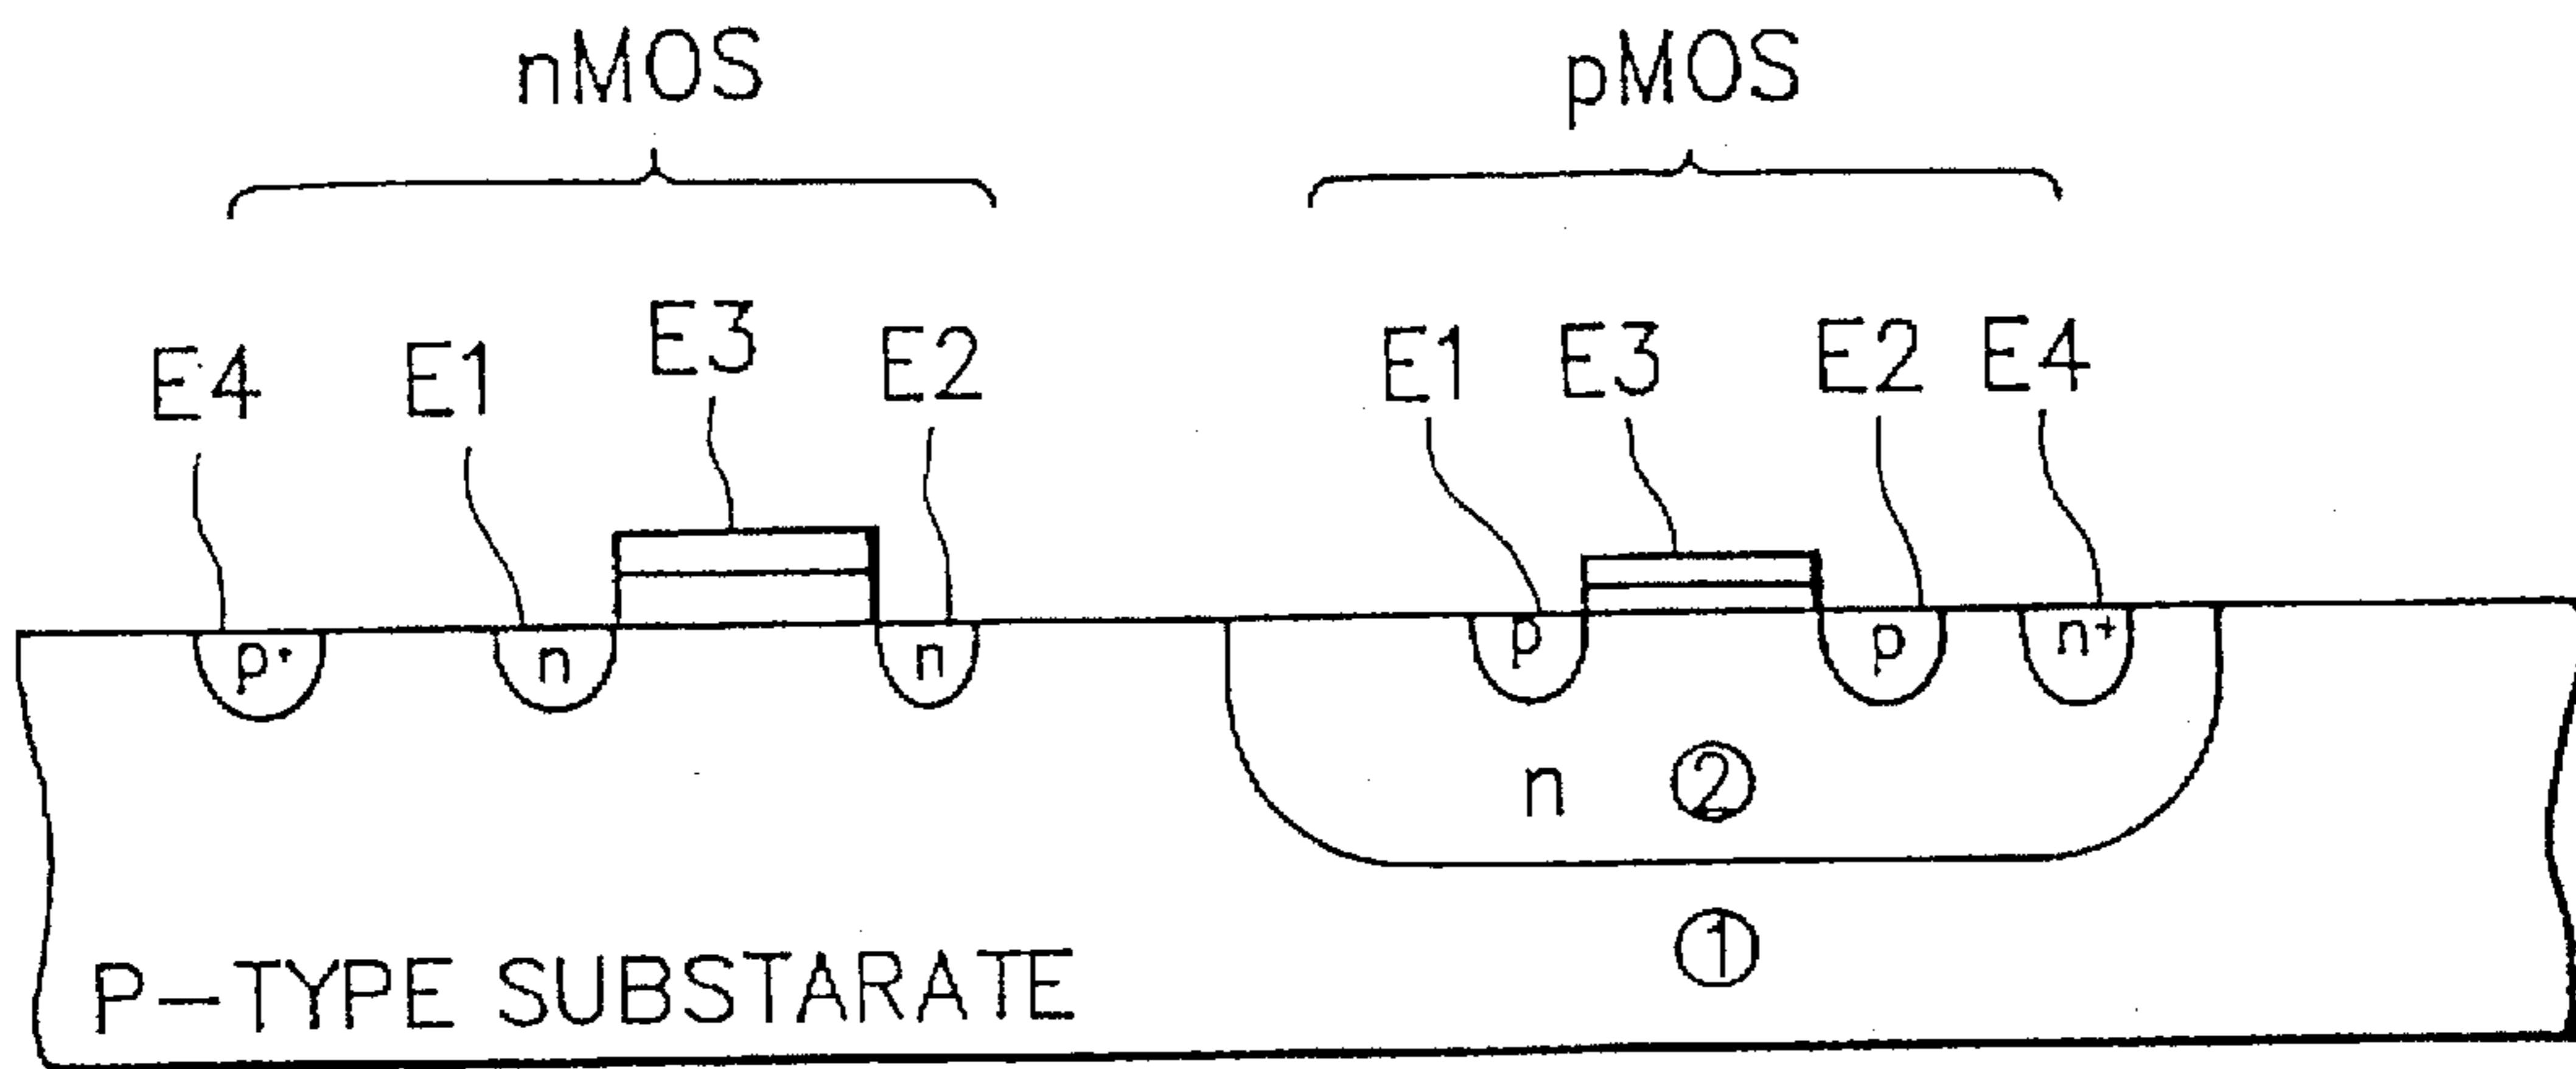 nMOS pMOS
E4 E1 E3 E2 E1 E3 E2 E4
p+ n n p p n+
n ②
①
P-TYPE SUBSTARATE